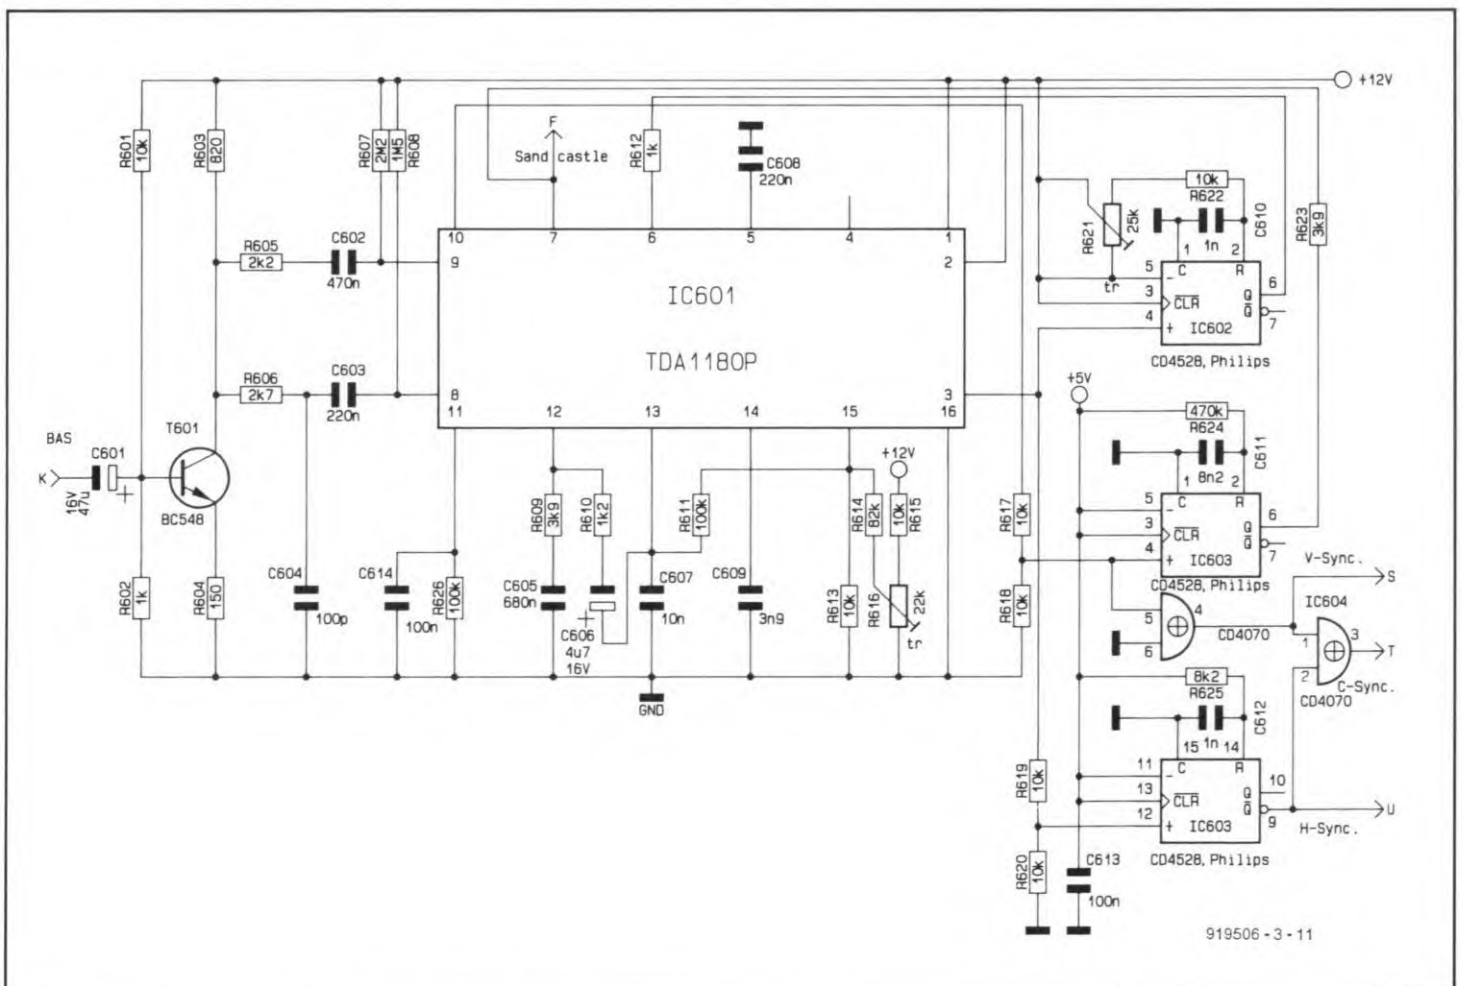 +12V
R601
10k
R603
820
R607
2M2
1M5
R608
F
Sand castle
R612
1k
C608
220n
10k
R622
1n
C610
R621
25k
tr
R623
3k9
R605
2k2
C602
470n
10
7
6
5
4
1
9
2
IC601
TDA1180P
1
2
5
-
C
R
3
CLR
Q
6
4
+
IC602
Q
7
CD4528, Philips
R606
2k7
C603
220n
8
3
11
12
13
14
15
16
+5V
BAS
K
C601
16V
47u
+
T601
BC548
+12V
470k
R624
8n2
C611
1
2
5
-
C
R
3
CLR
Q
6
4
+
IC603
Q
7
CD4528, Philips
R609
3k9
R610
1k2
R611
100k
R614
82k
10k
R615
R617
10k
R602
1k
R604
150
C604
100p
C614
100n
R626
100k
C605
680n
+
C606
4u7
16V
C607
10n
C609
3n9
R613
10k
R616
22k
tr
R618
10k
5
6
4
CD4070
V-Sync.
S
IC604
1
2
3
T
C-Sync.
CD4070
GND
8k2
R625
1n
C612
15
14
11
-
C
R
13
CLR
Q
10
12
+
IC603
Q
9
CD4528, Philips
H-Sync.
U
R619
10k
R620
10k
C613
100n
919506-3-11